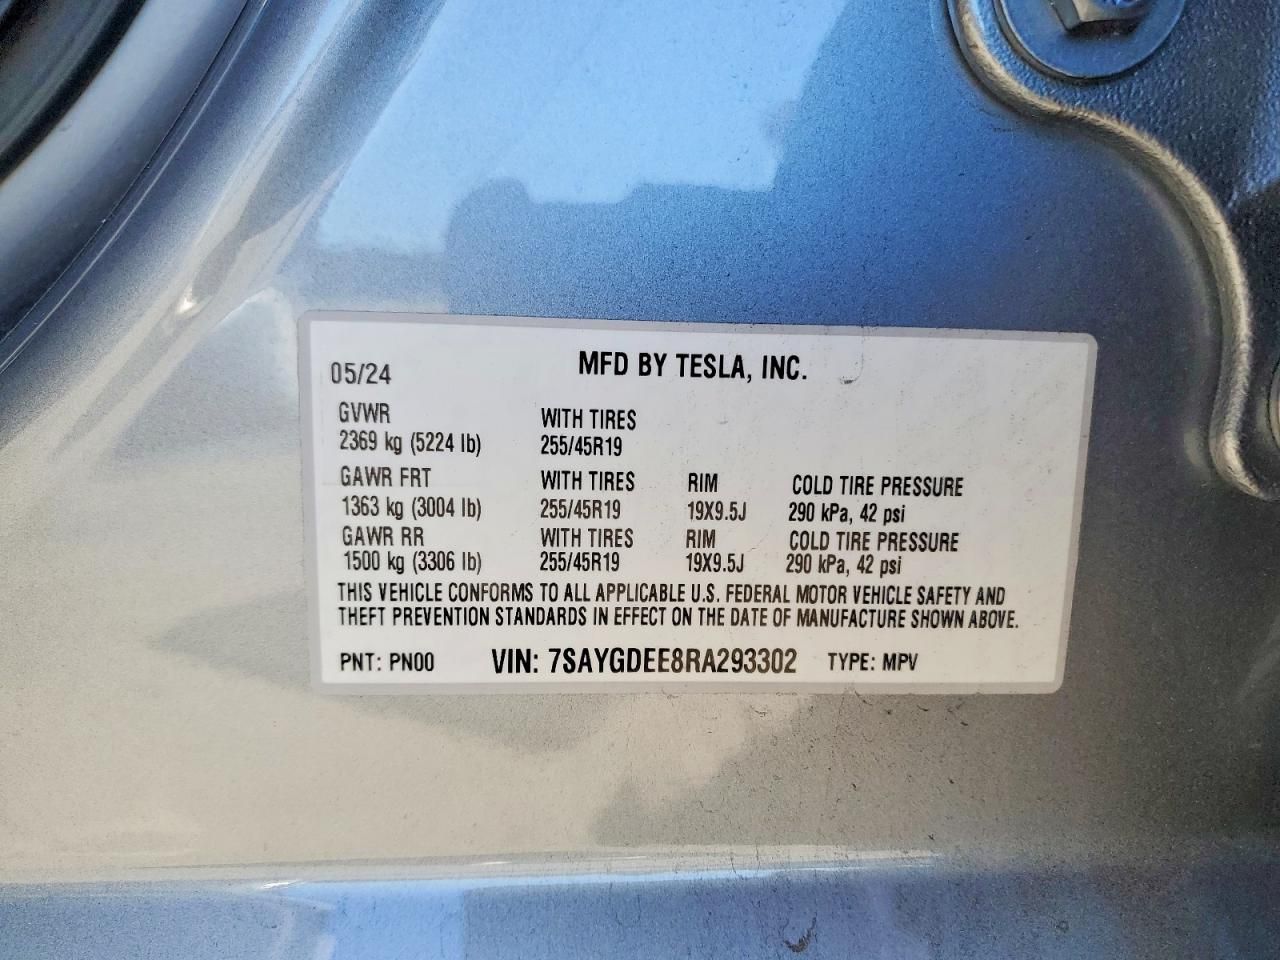 05/24 MFD BY TESLA, INC.
GVWR WITH TIRES
2369 kg (5224 lb) 255/45R19
GAWR FRT WITH TIRES RIM COLD TIRE PRESSURE
1363 kg (3004 lb) 255/45R19 19X9.5J 290 kPa, 42 psi
GAWR RR WITH TIRES RIM COLD TIRE PRESSURE
1500 kg (3306 lb) 255/45R19 19X9.5J 290 kPa, 42 psi
THIS VEHICLE CONFORMS TO ALL APPLICABLE U.S. FEDERAL MOTOR VEHICLE SAFETY AND
THEFT PREVENTION STANDARDS IN EFFECT ON THE DATE OF MANUFACTURE SHOWN ABOVE.
PNT: PN00 VIN: 7SAYGDEE8RA293302 TYPE: MPV